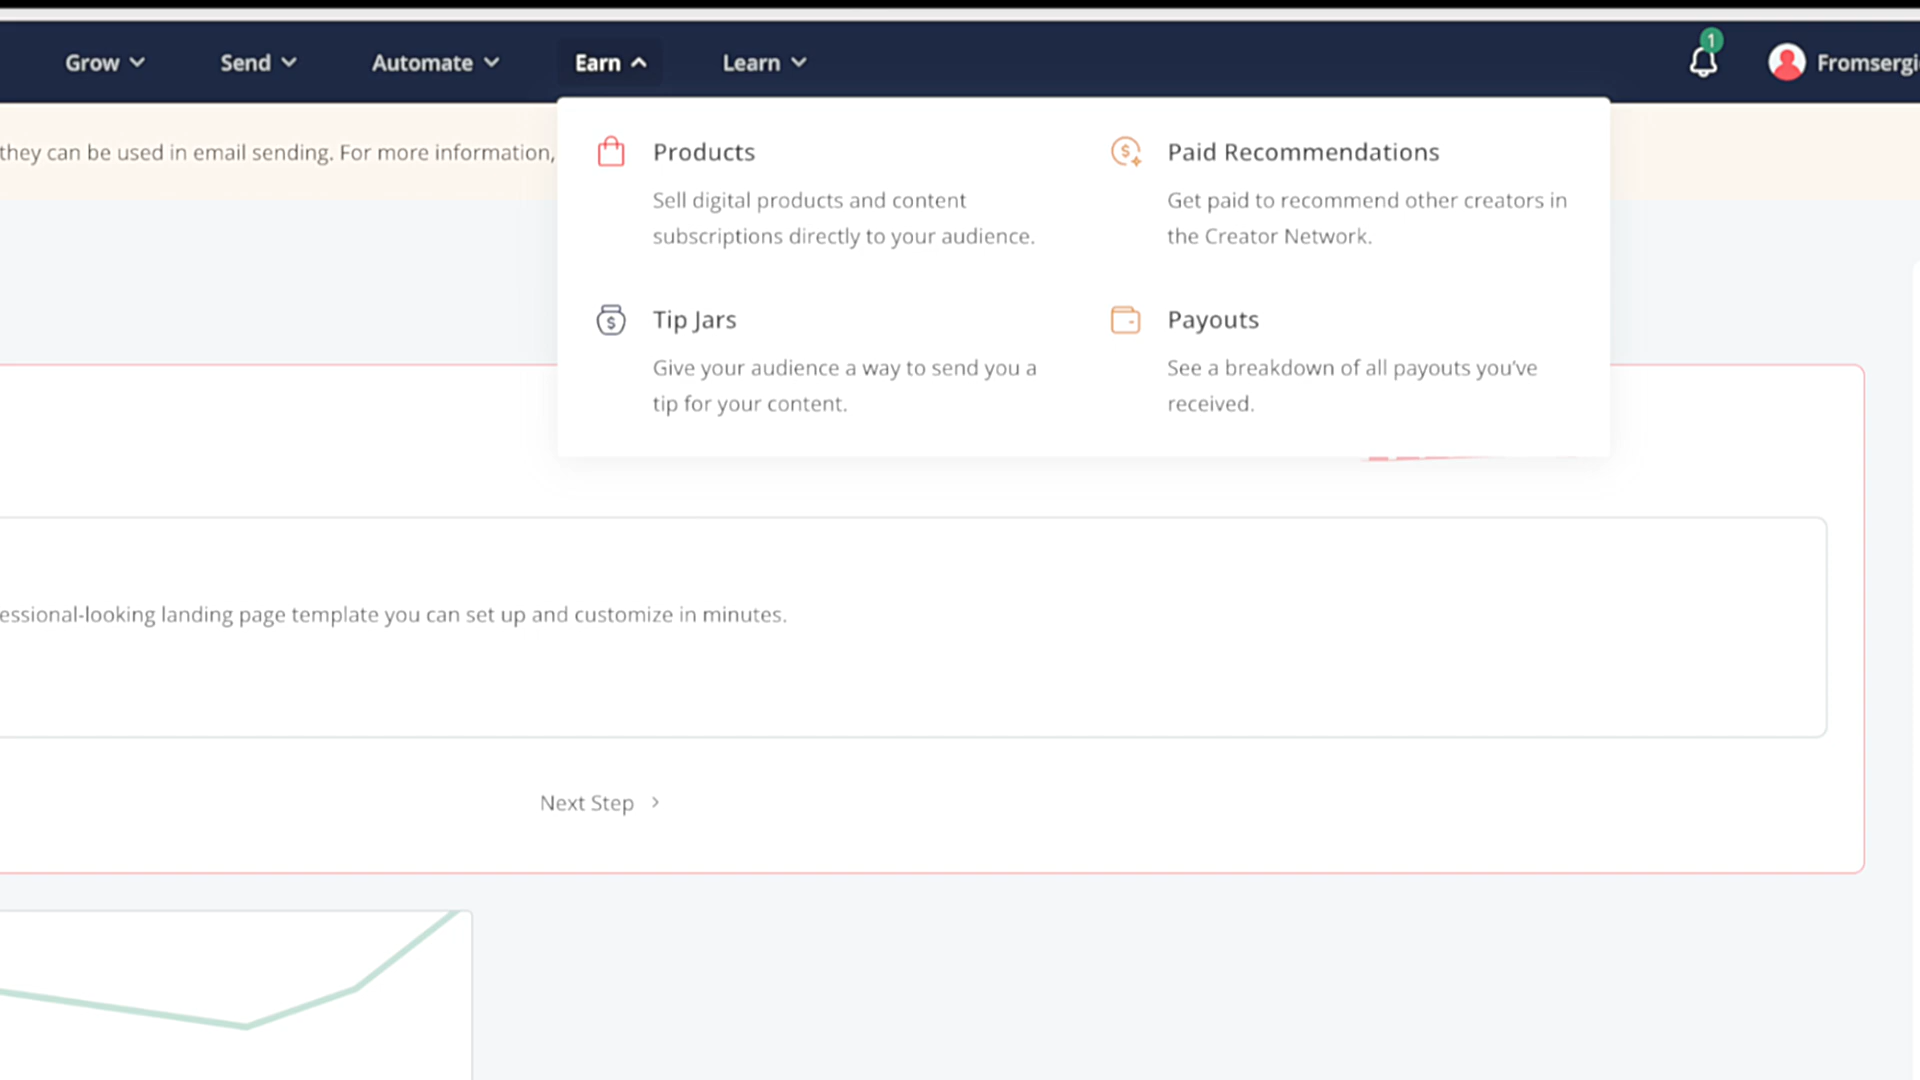 Grow
Send
Automate
Earn
Learn
1
Fromsergi
they can be used in email sending. For more information,
Products
Sell digital products and content
subscriptions directly to your audience.
Paid Recommendations
Get paid to recommend other creators in
the Creator Network.
Tip Jars
Give your audience a way to send you a
tip for your content.
Payouts
See a breakdown of all payouts you've
received.
essional-looking landing page template you can set up and customize in minutes.
Next Step